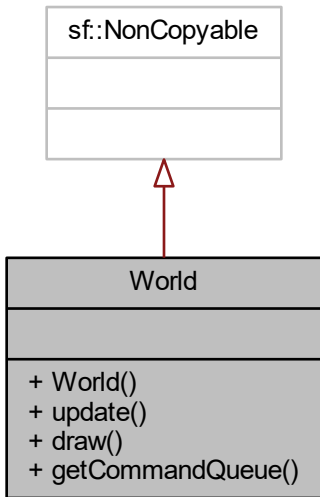 sf::NonCopyable
World
+ World()
+ update()
+ draw()
+ getCommandQueue()